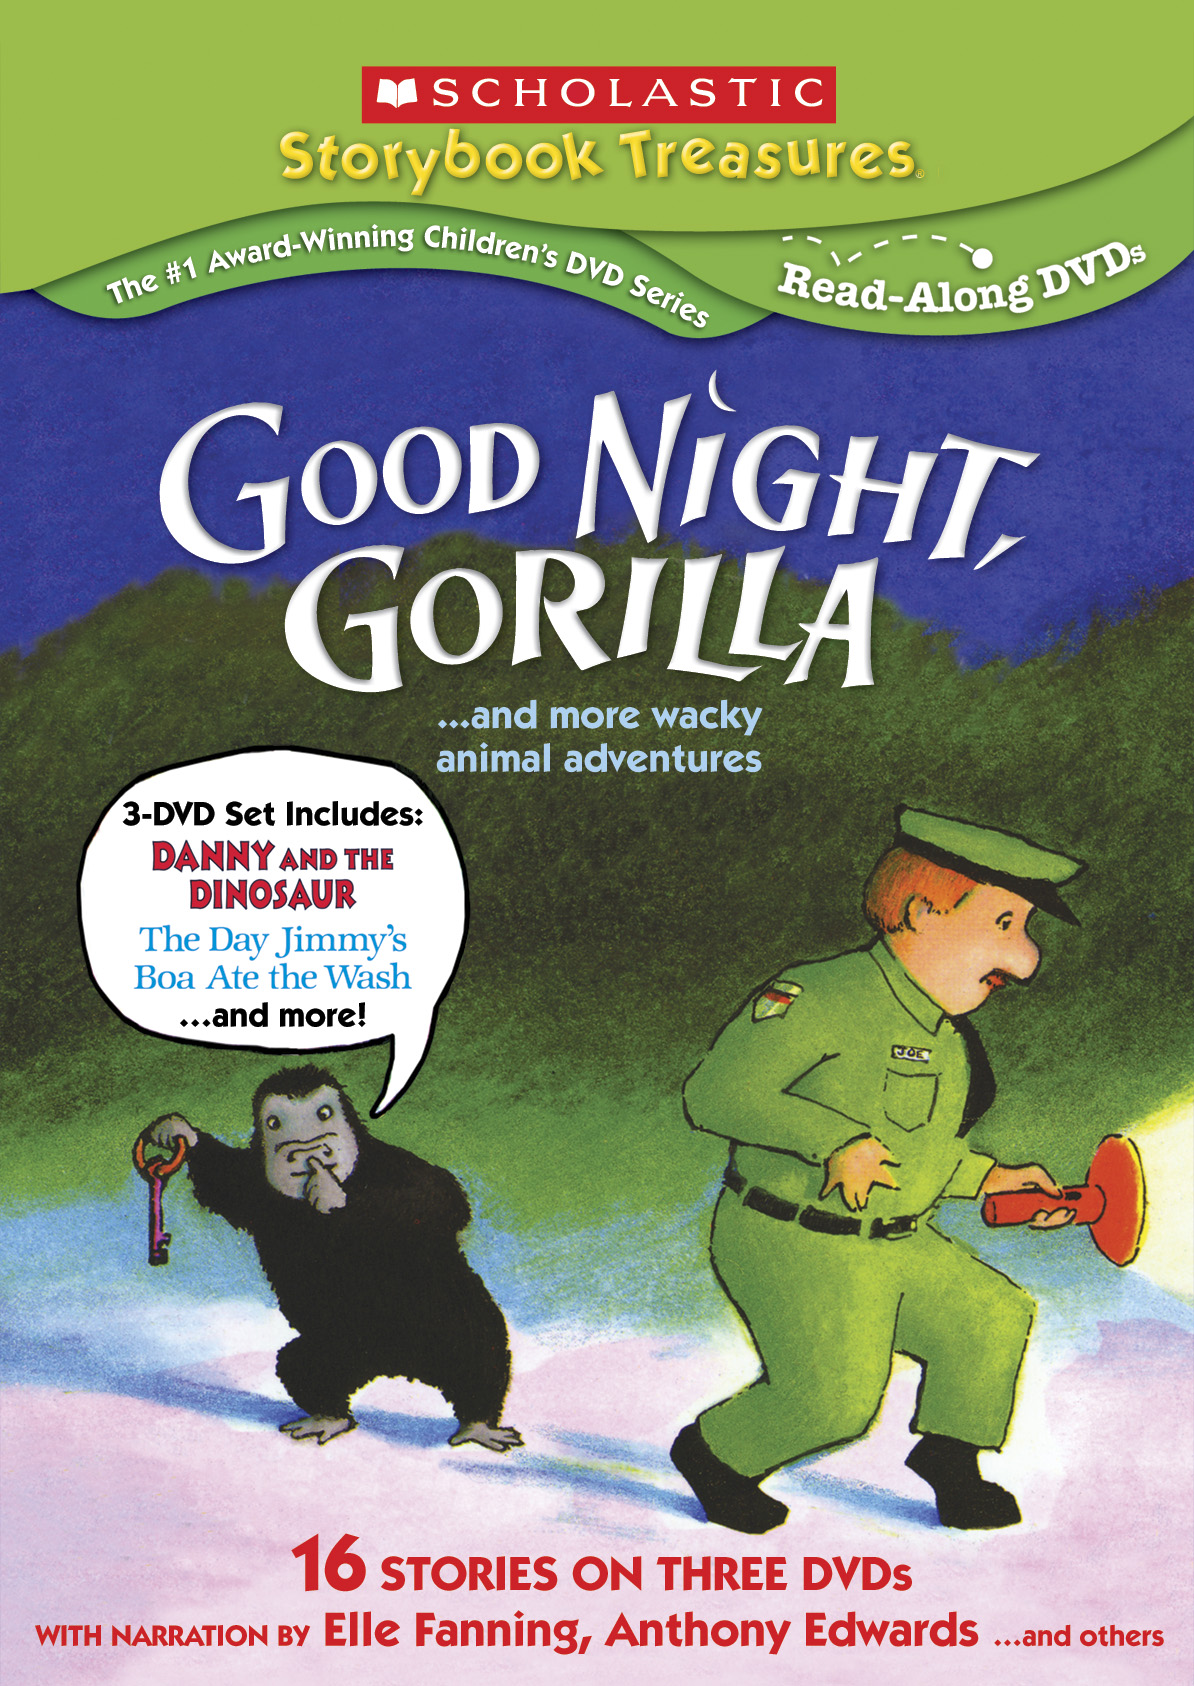 SCHOLASTIC
Storybook Treasures®
The #1 Award-Winning Children's DVD Series
Read-Along DVDs
GOOD NIGHT,
GORILLA
...and more wacky
animal adventures
3-DVD Set Includes:
DANNY AND THE
DINOSAUR
The Day Jimmy's
Boa Ate the Wash
...and more!
JOE
16 STORIES ON THREE DVDs
WITH NARRATION BY Elle Fanning, Anthony Edwards ...and others